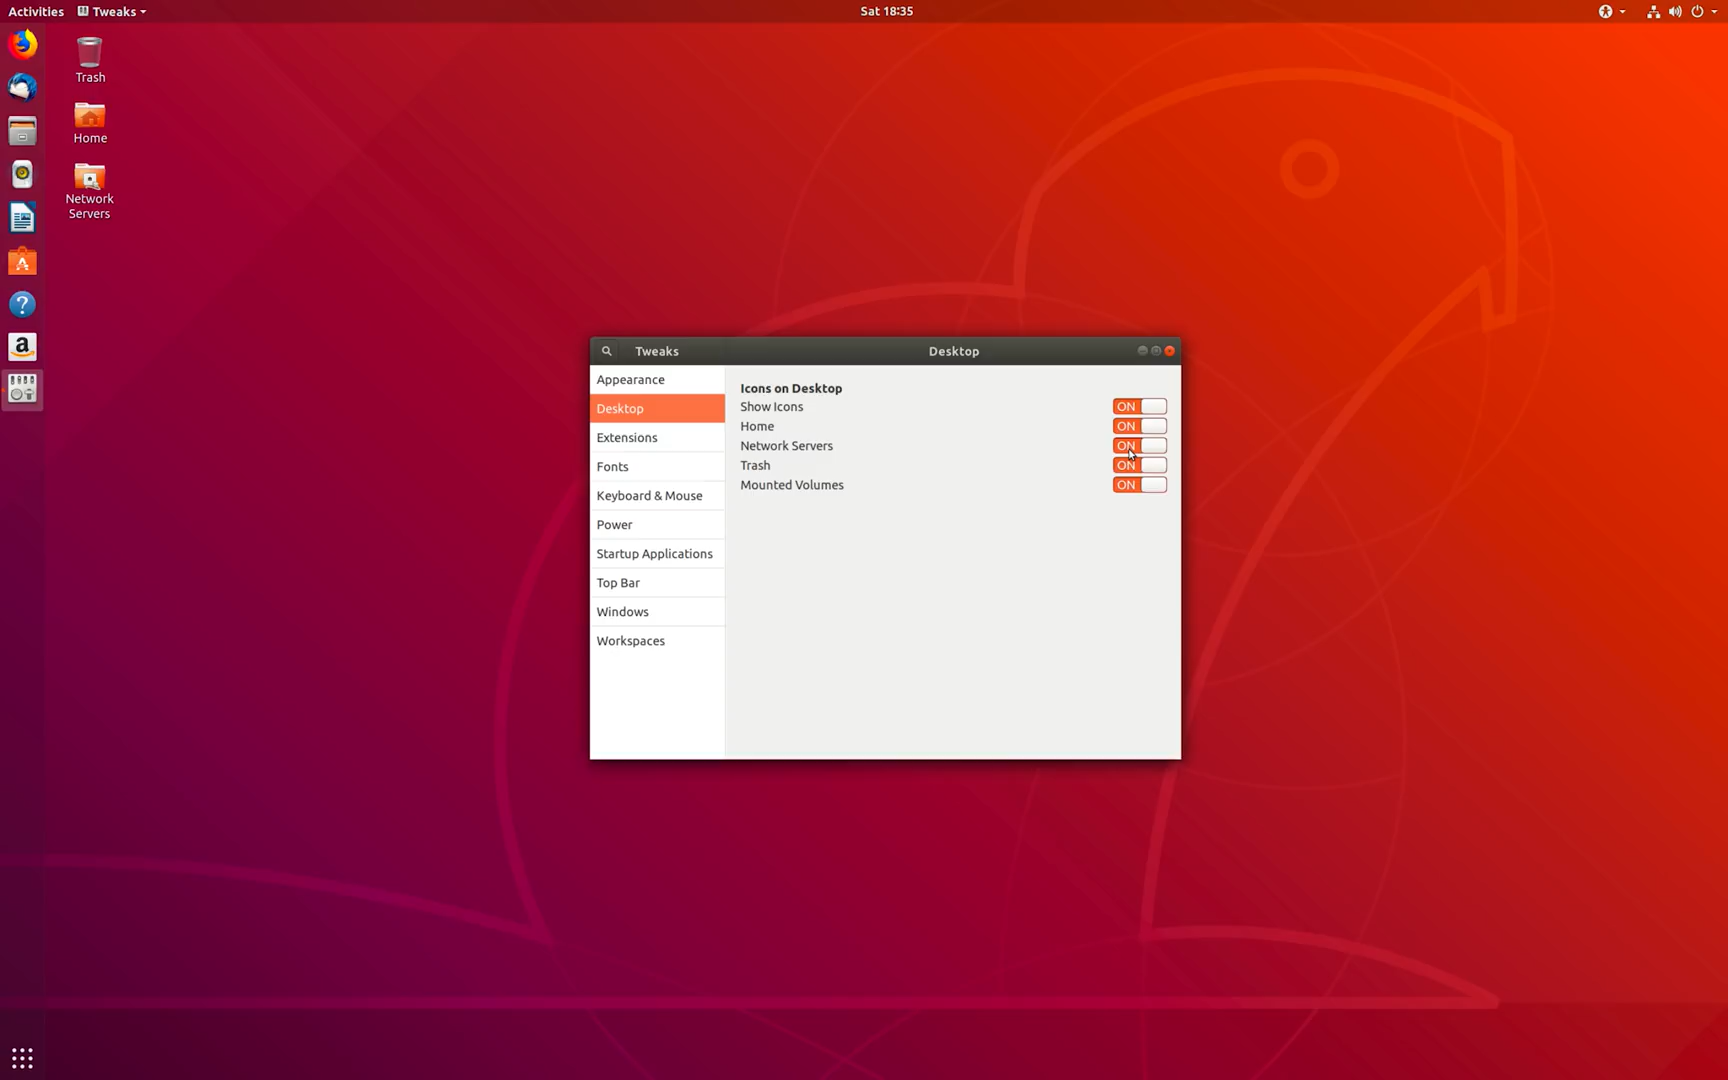 Activities Tweaks Sat 18:35
Trash
Home
Network
Servers
Tweaks Desktop
Appearance
Desktop
Extensions
Fonts
Keyboard & Mouse
Power
Startup Applications
Top Bar
Windows
Workspaces
Icons on Desktop
Show Icons ON
Home ON
Network Servers ON
Trash ON
Mounted Volumes ON